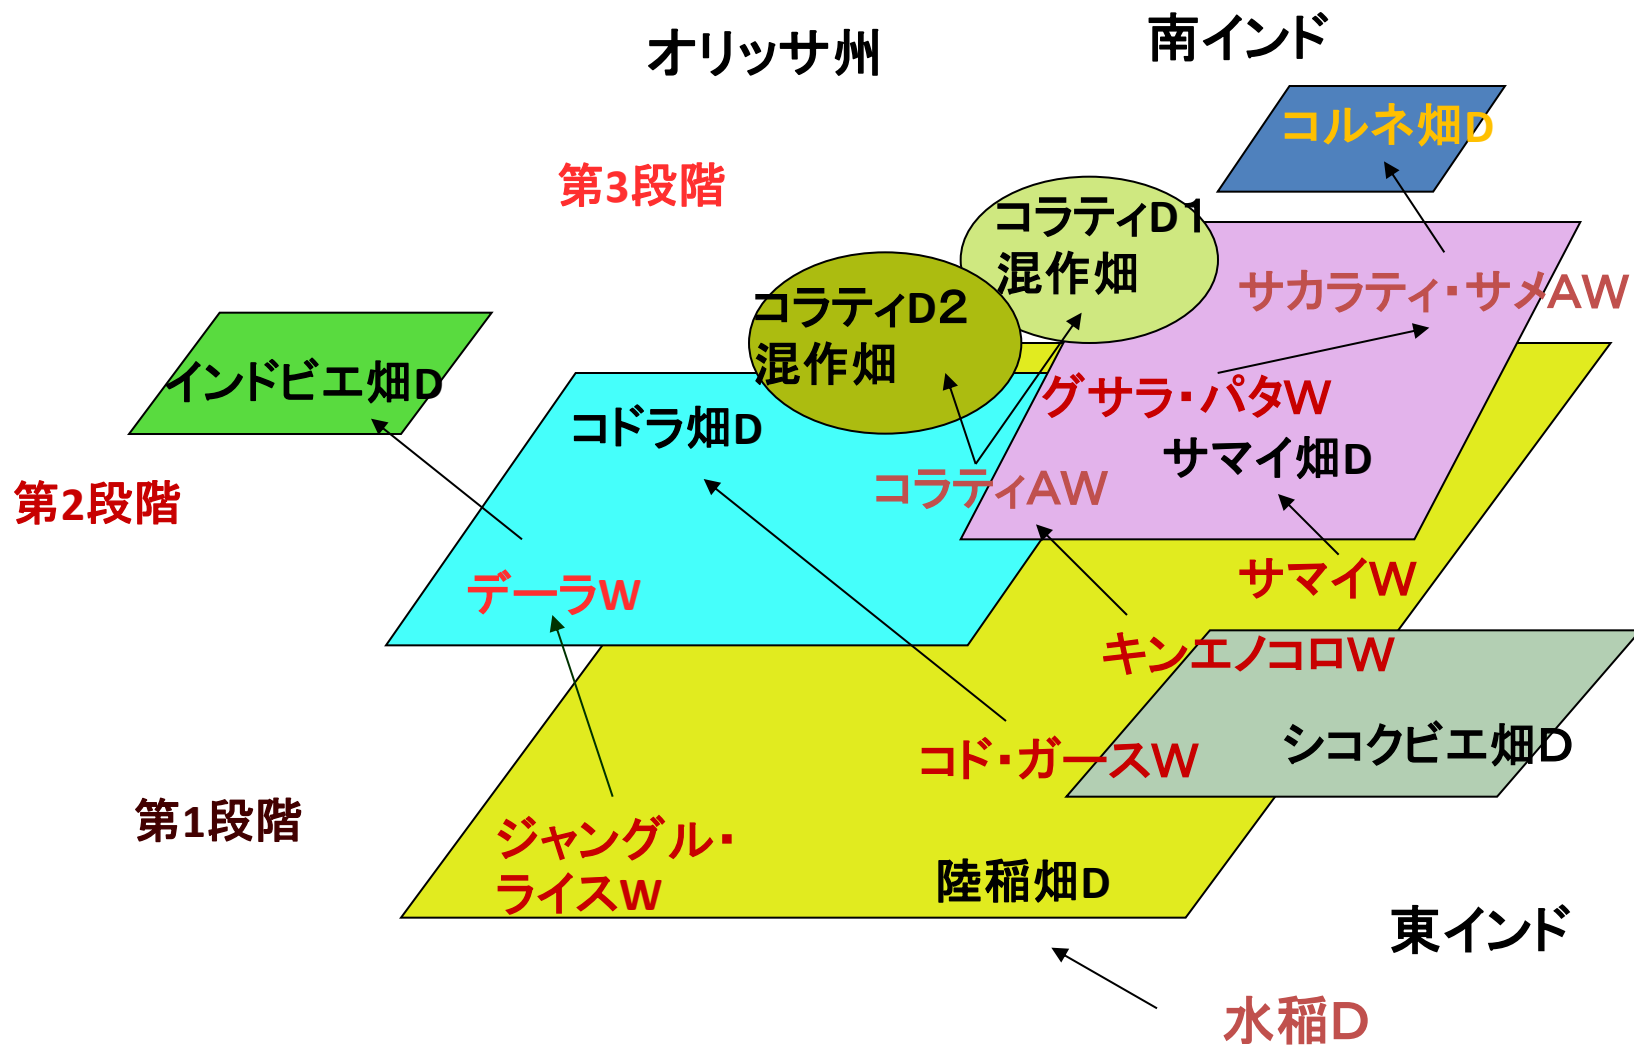 オリッサ州
南インド
コルネ畑D
第3段階
コラティD1
混作畑
サカラティ・サメAW
コラティD2
混作畑
インドビエ畑D
グサラ・パタW
コドラ畑D
サマイ畑D
コラティAW
第2段階
デーラW
サマイW
キンエノコロW
シコクビエ畑D
コド・ガースW
第1段階
ジャングル・
ライスW
陸稲畑D
東インド
水稲D